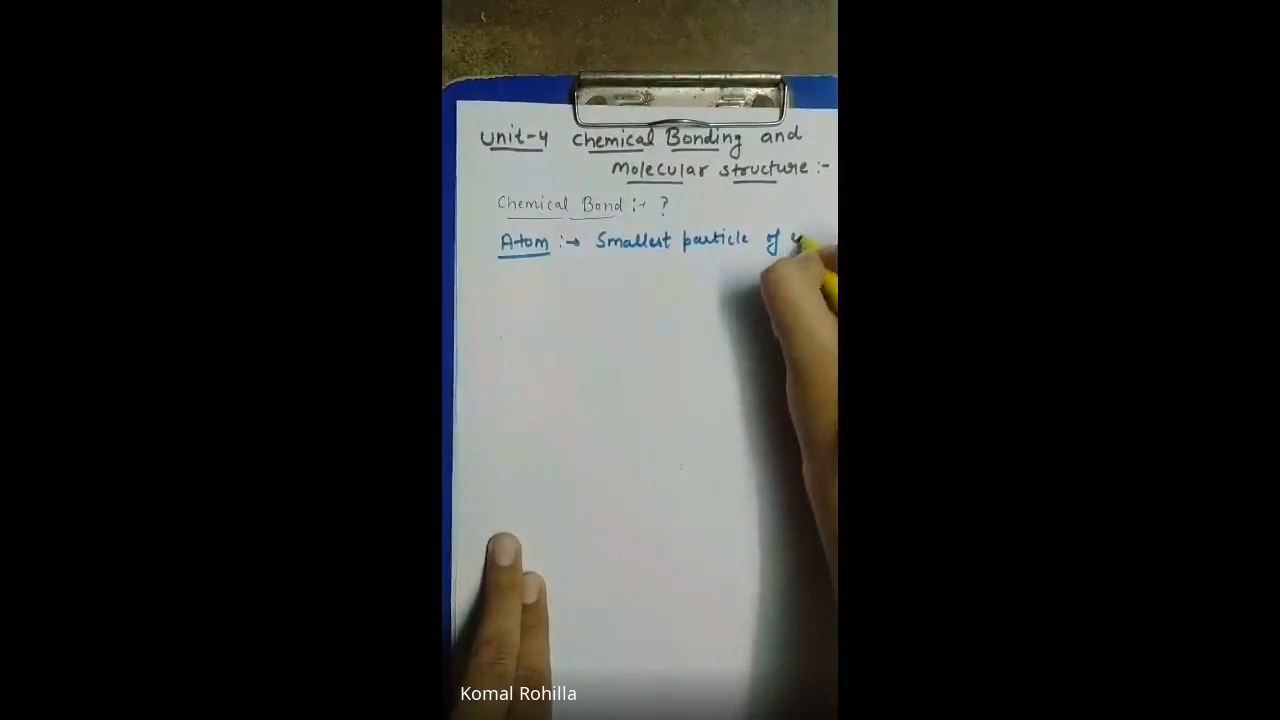 Unit-4 Chemical Bonding and
Molecular structure :-
Chemical Bond :- ?
Atom :→ Smallest particle of
Komal Rohilla